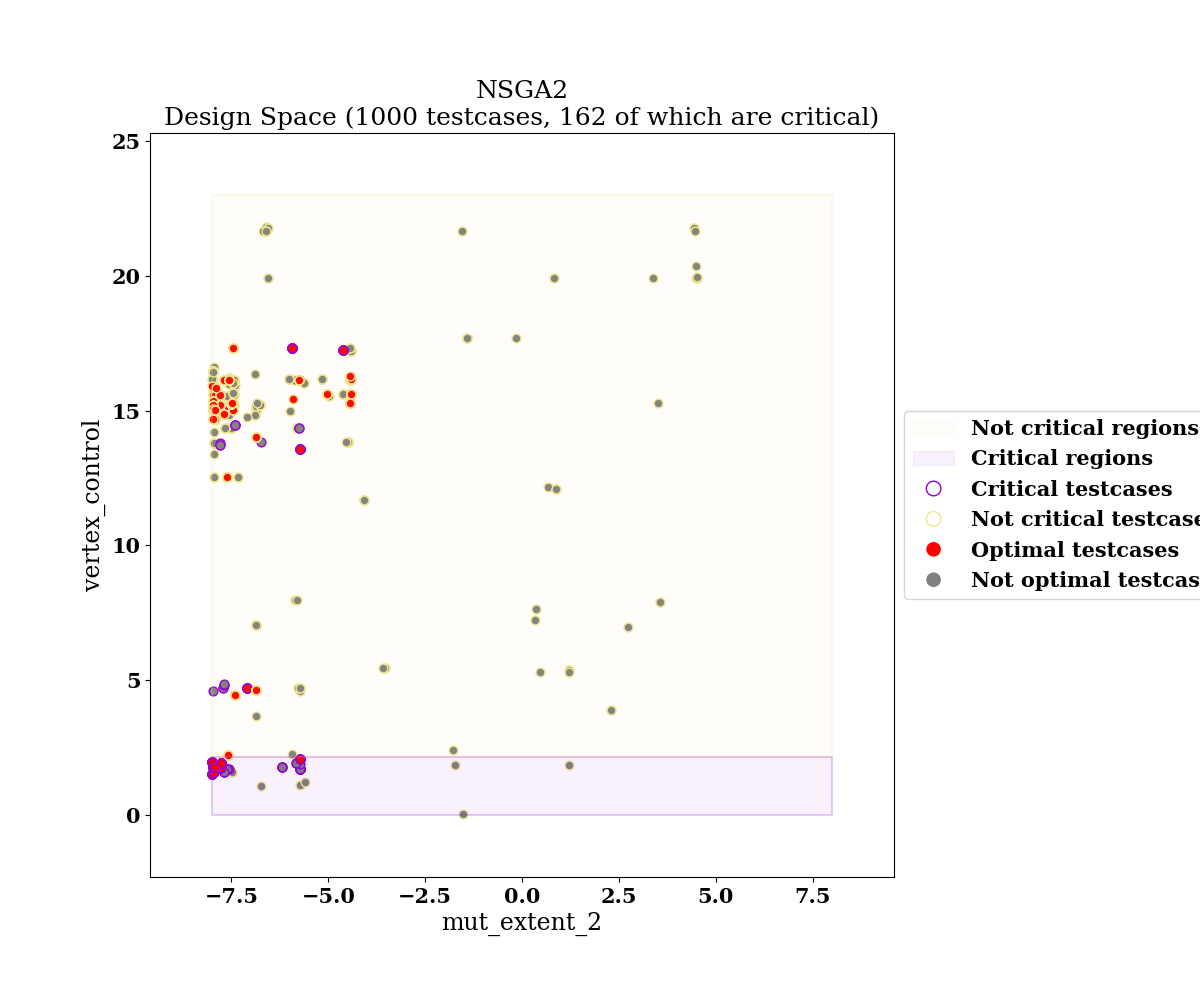 NSGA2
Design Space (1000 testcases, 162 of which are critical)
25
20
15
10
5
0
vertex_control
−7.5 −5.0 −2.5 0.0 2.5 5.0 7.5
mut_extent_2
Not critical regions
Critical regions
Critical testcases
Not critical testcase
Optimal testcases
Not optimal testcas